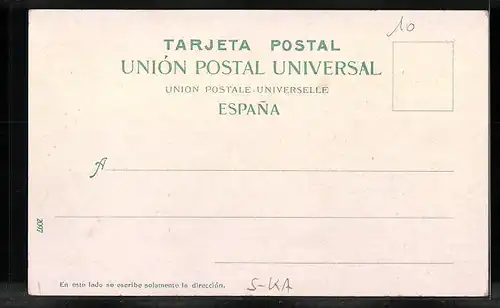 10
TARJETA POSTAL
UNIÓN POSTAL UNIVERSAL
UNION POSTALE-UNIVERSELLE
ESPAÑA
A
2077
En este lado se escribe solamente la dirección.
S-KA